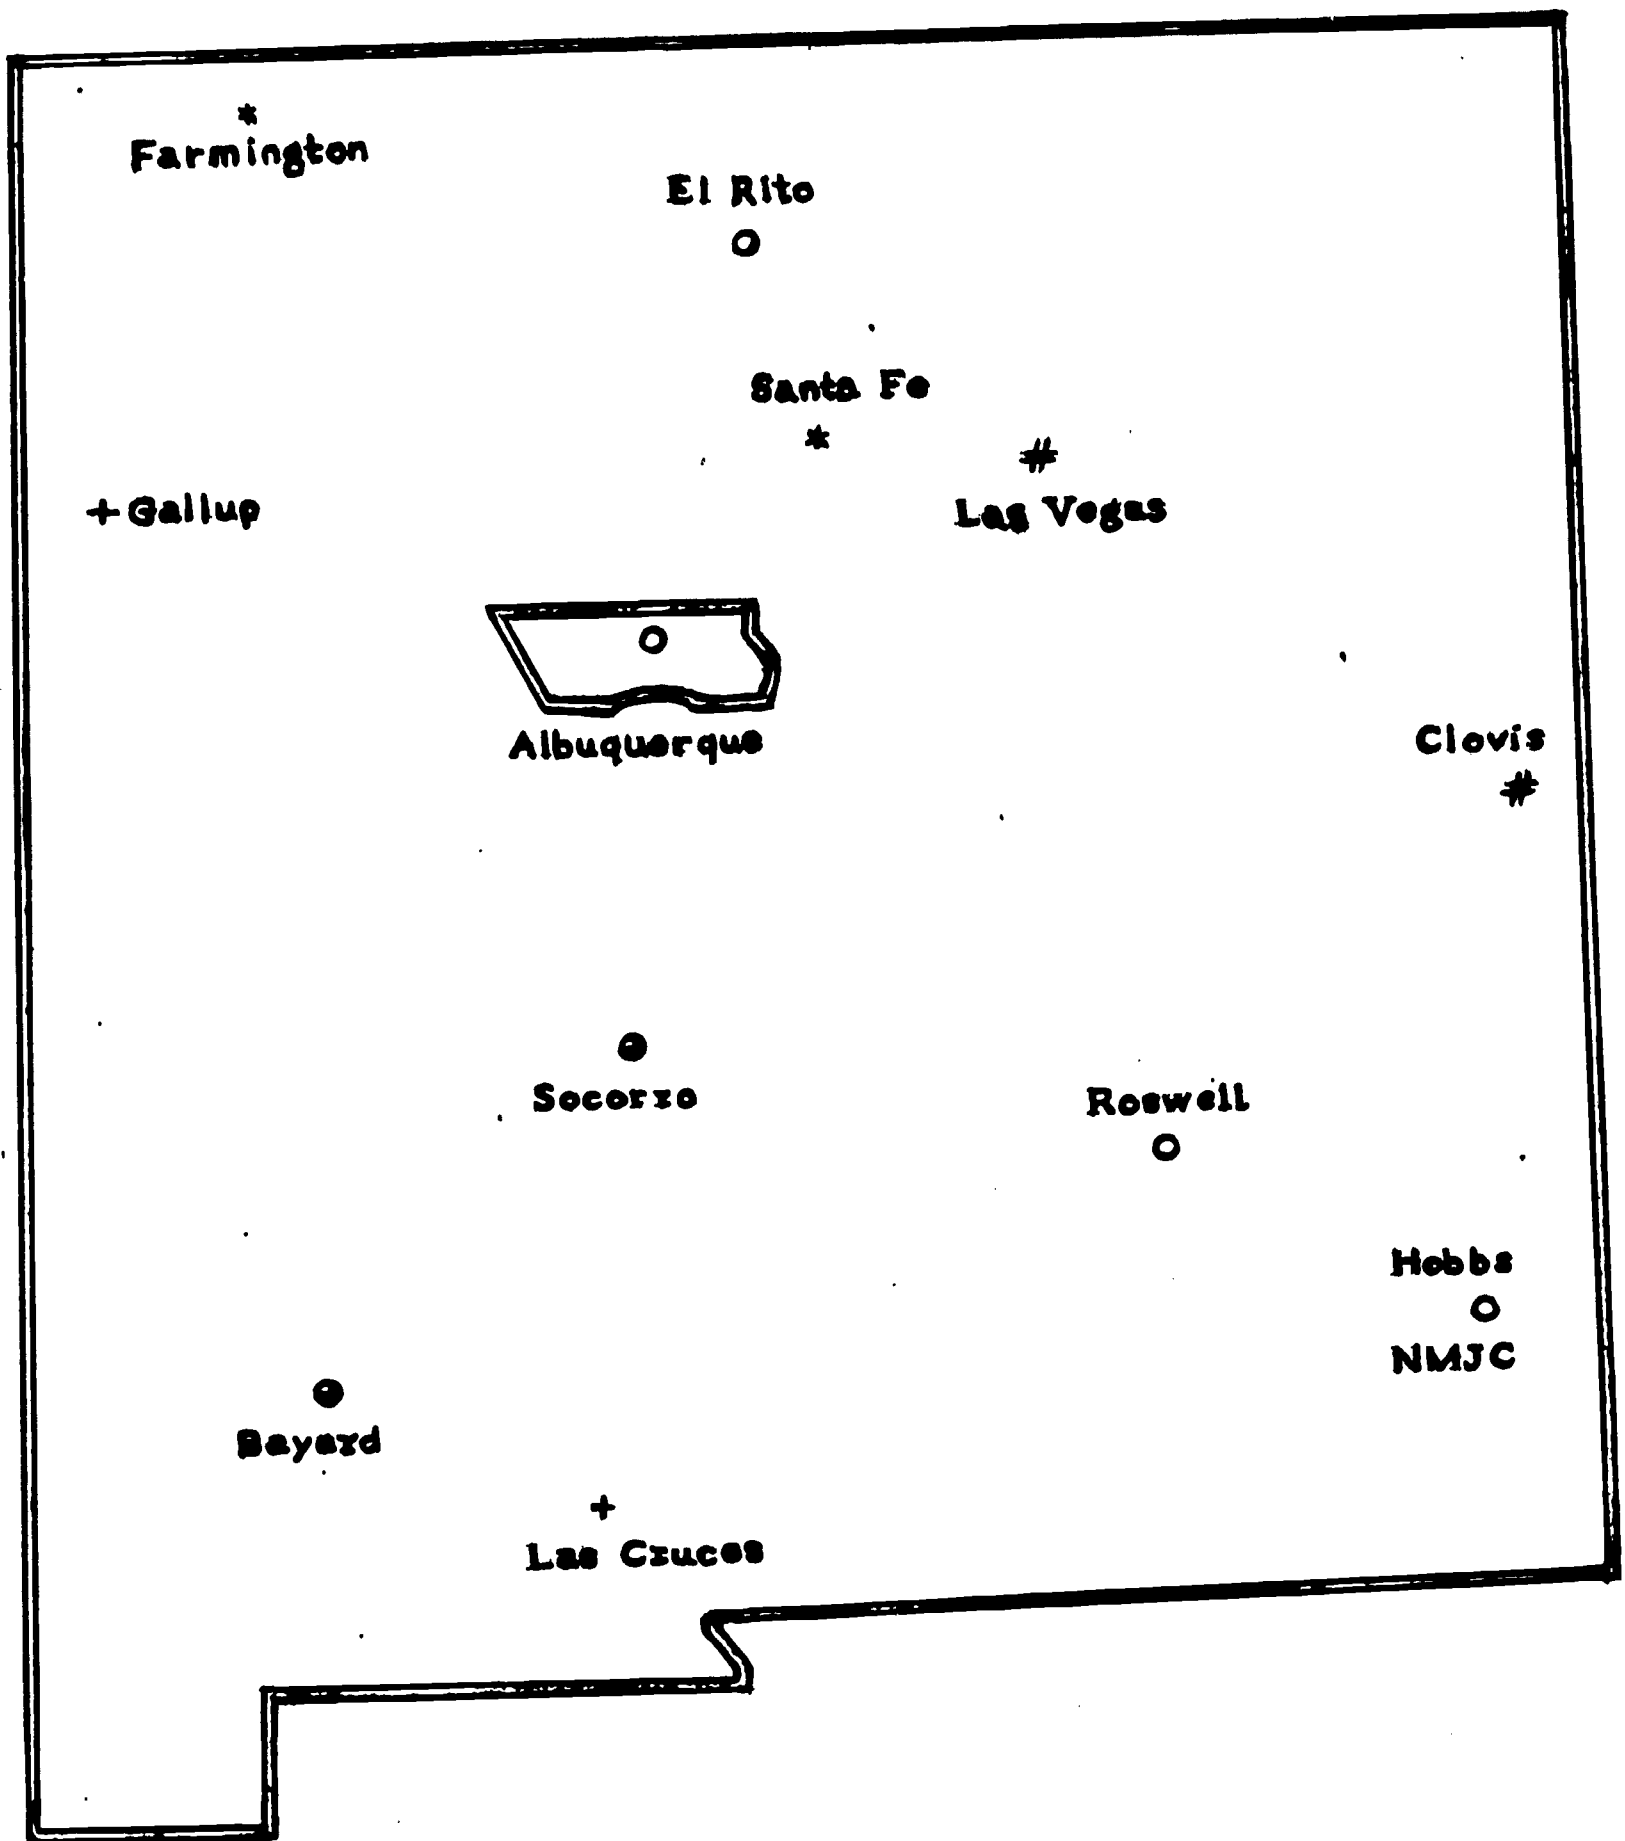 *
Farmington
El Rito
Santa Fe
*
#
Las Vegas
+ Gallup
Albuquerque
Clovis
#
Socorro
Roswell
Hobbs
NMJC
Bayard
+
Las Cruces